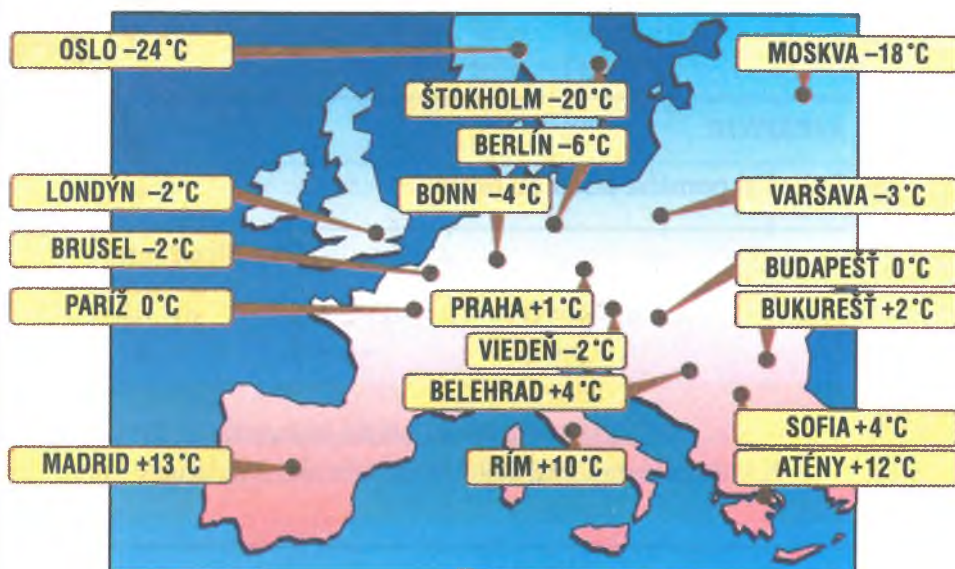 OSLO –24°C
MOSKVA –18°C
ŠTOKHOLM –20°C
BERLÍN –6°C
LONDÝN –2°C
BONN –4°C
VARŠAVA –3°C
BRUSEL –2°C
BUDAPEŠŤ 0°C
PARÍŽ 0°C
PRAHA +1°C
BUKUREŠŤ +2°C
VIEDEŇ –2°C
BELEHRAD +4°C
SOFIA +4°C
MADRID +13°C
RÍM +10°C
ATÉNY +12°C